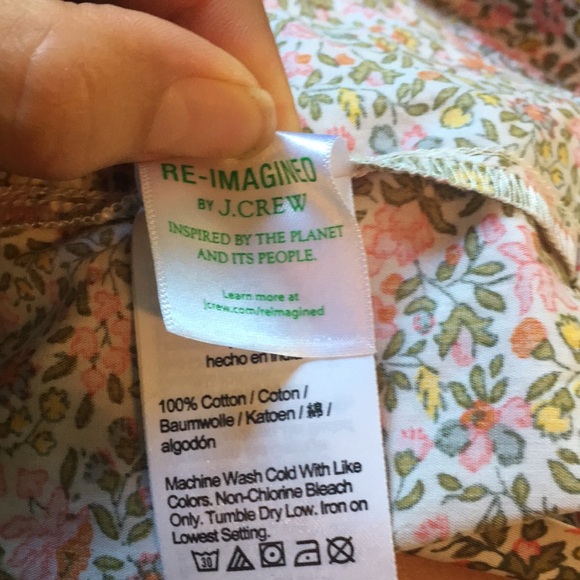 RE-IMAGINED
BY J.CREW
INSPIRED BY THE PLANET
AND ITS PEOPLE.
Learn more at
jcrew.com/reimagined
hecho en
100% Cotton / Coton /
Baumwolle / Katoen / 綿 /
algodón
Machine Wash Cold With Like
Colors. Non-Chlorine Bleach
Only. Tumble Dry Low. Iron on
Lowest Setting.
30